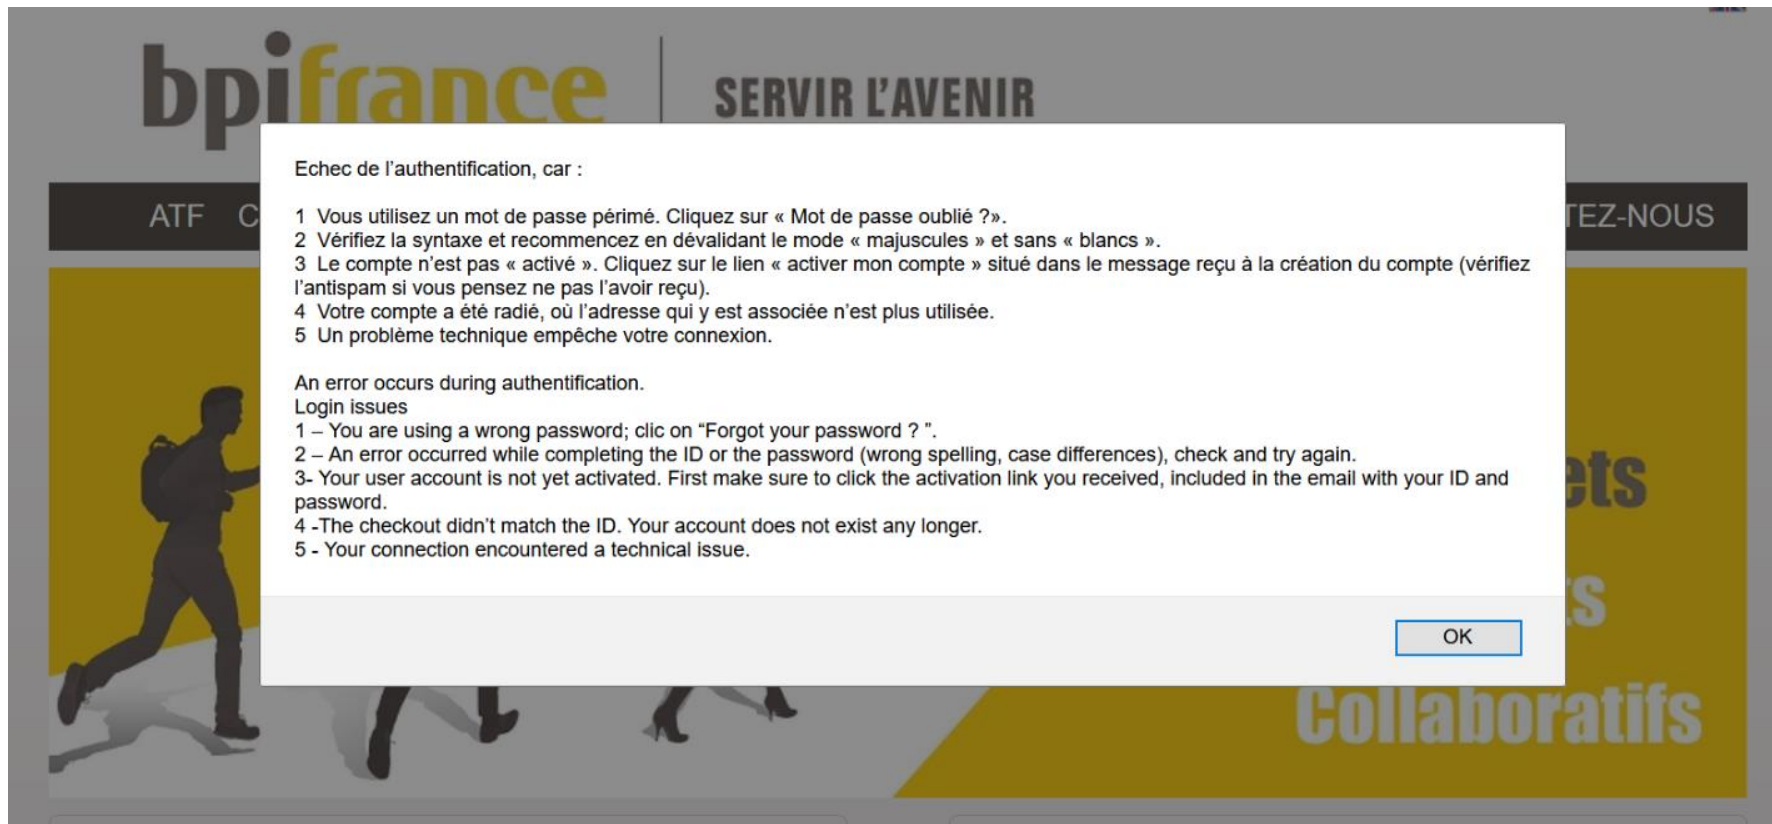 bpifrance
SERVIR L’AVENIR
Echec de l’authentification, car :
1 Vous utilisez un mot de passe périmé. Cliquez sur « Mot de passe oublié ?».
2 Vérifiez la syntaxe et recommencez en dévalidant le mode « majuscules » et sans « blancs ».
3 Le compte n’est pas « activé ». Cliquez sur le lien « activer mon compte » situé dans le message reçu à la création du compte (vérifiez
l’antispam si vous pensez ne pas l’avoir reçu).
4 Votre compte a été radié, où l’adresse qui y est associée n’est plus utilisée.
5 Un problème technique empêche votre connexion.
An error occurs during authentification.
Login issues
1 – You are using a wrong password; clic on “Forgot your password ? ”.
2 – An error occurred while completing the ID or the password (wrong spelling, case differences), check and try again.
3- Your user account is not yet activated. First make sure to click the activation link you received, included in the email with your ID and
password.
4 -The checkout didn’t match the ID. Your account does not exist any longer.
5 - Your connection encountered a technical issue.
OK
ATF C
TEZ-NOUS
ets
s
Collaboratifs